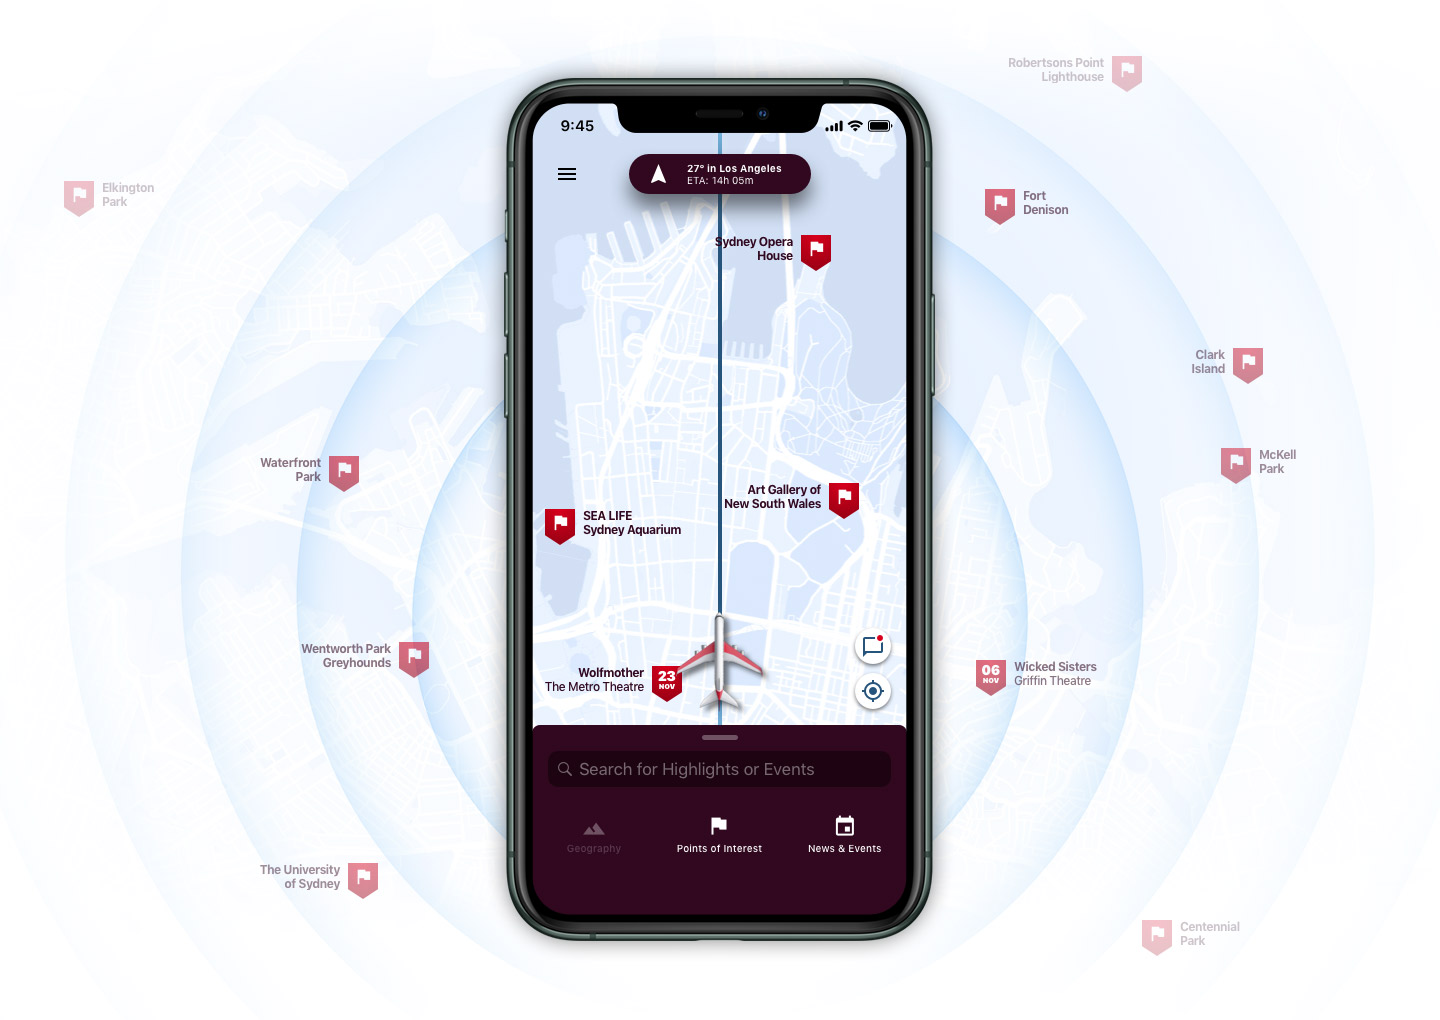 Robertsons Point
Lighthouse
9:45
27° in Los Angeles
ETA: 14h 05m
Elkington
Park
Fort
Denison
Sydney Opera
House
Clark
Island
Waterfront
Park
McKell
Park
Art Gallery of
New South Wales
SEA LIFE
Sydney Aquarium
Wentworth Park
Greyhounds
Wolfmother
The Metro Theatre
23
NOV
06
NOV
Wicked Sisters
Griffin Theatre
Search for Highlights or Events
Geography
Points of Interest
News & Events
The University
of Sydney
Centennial
Park